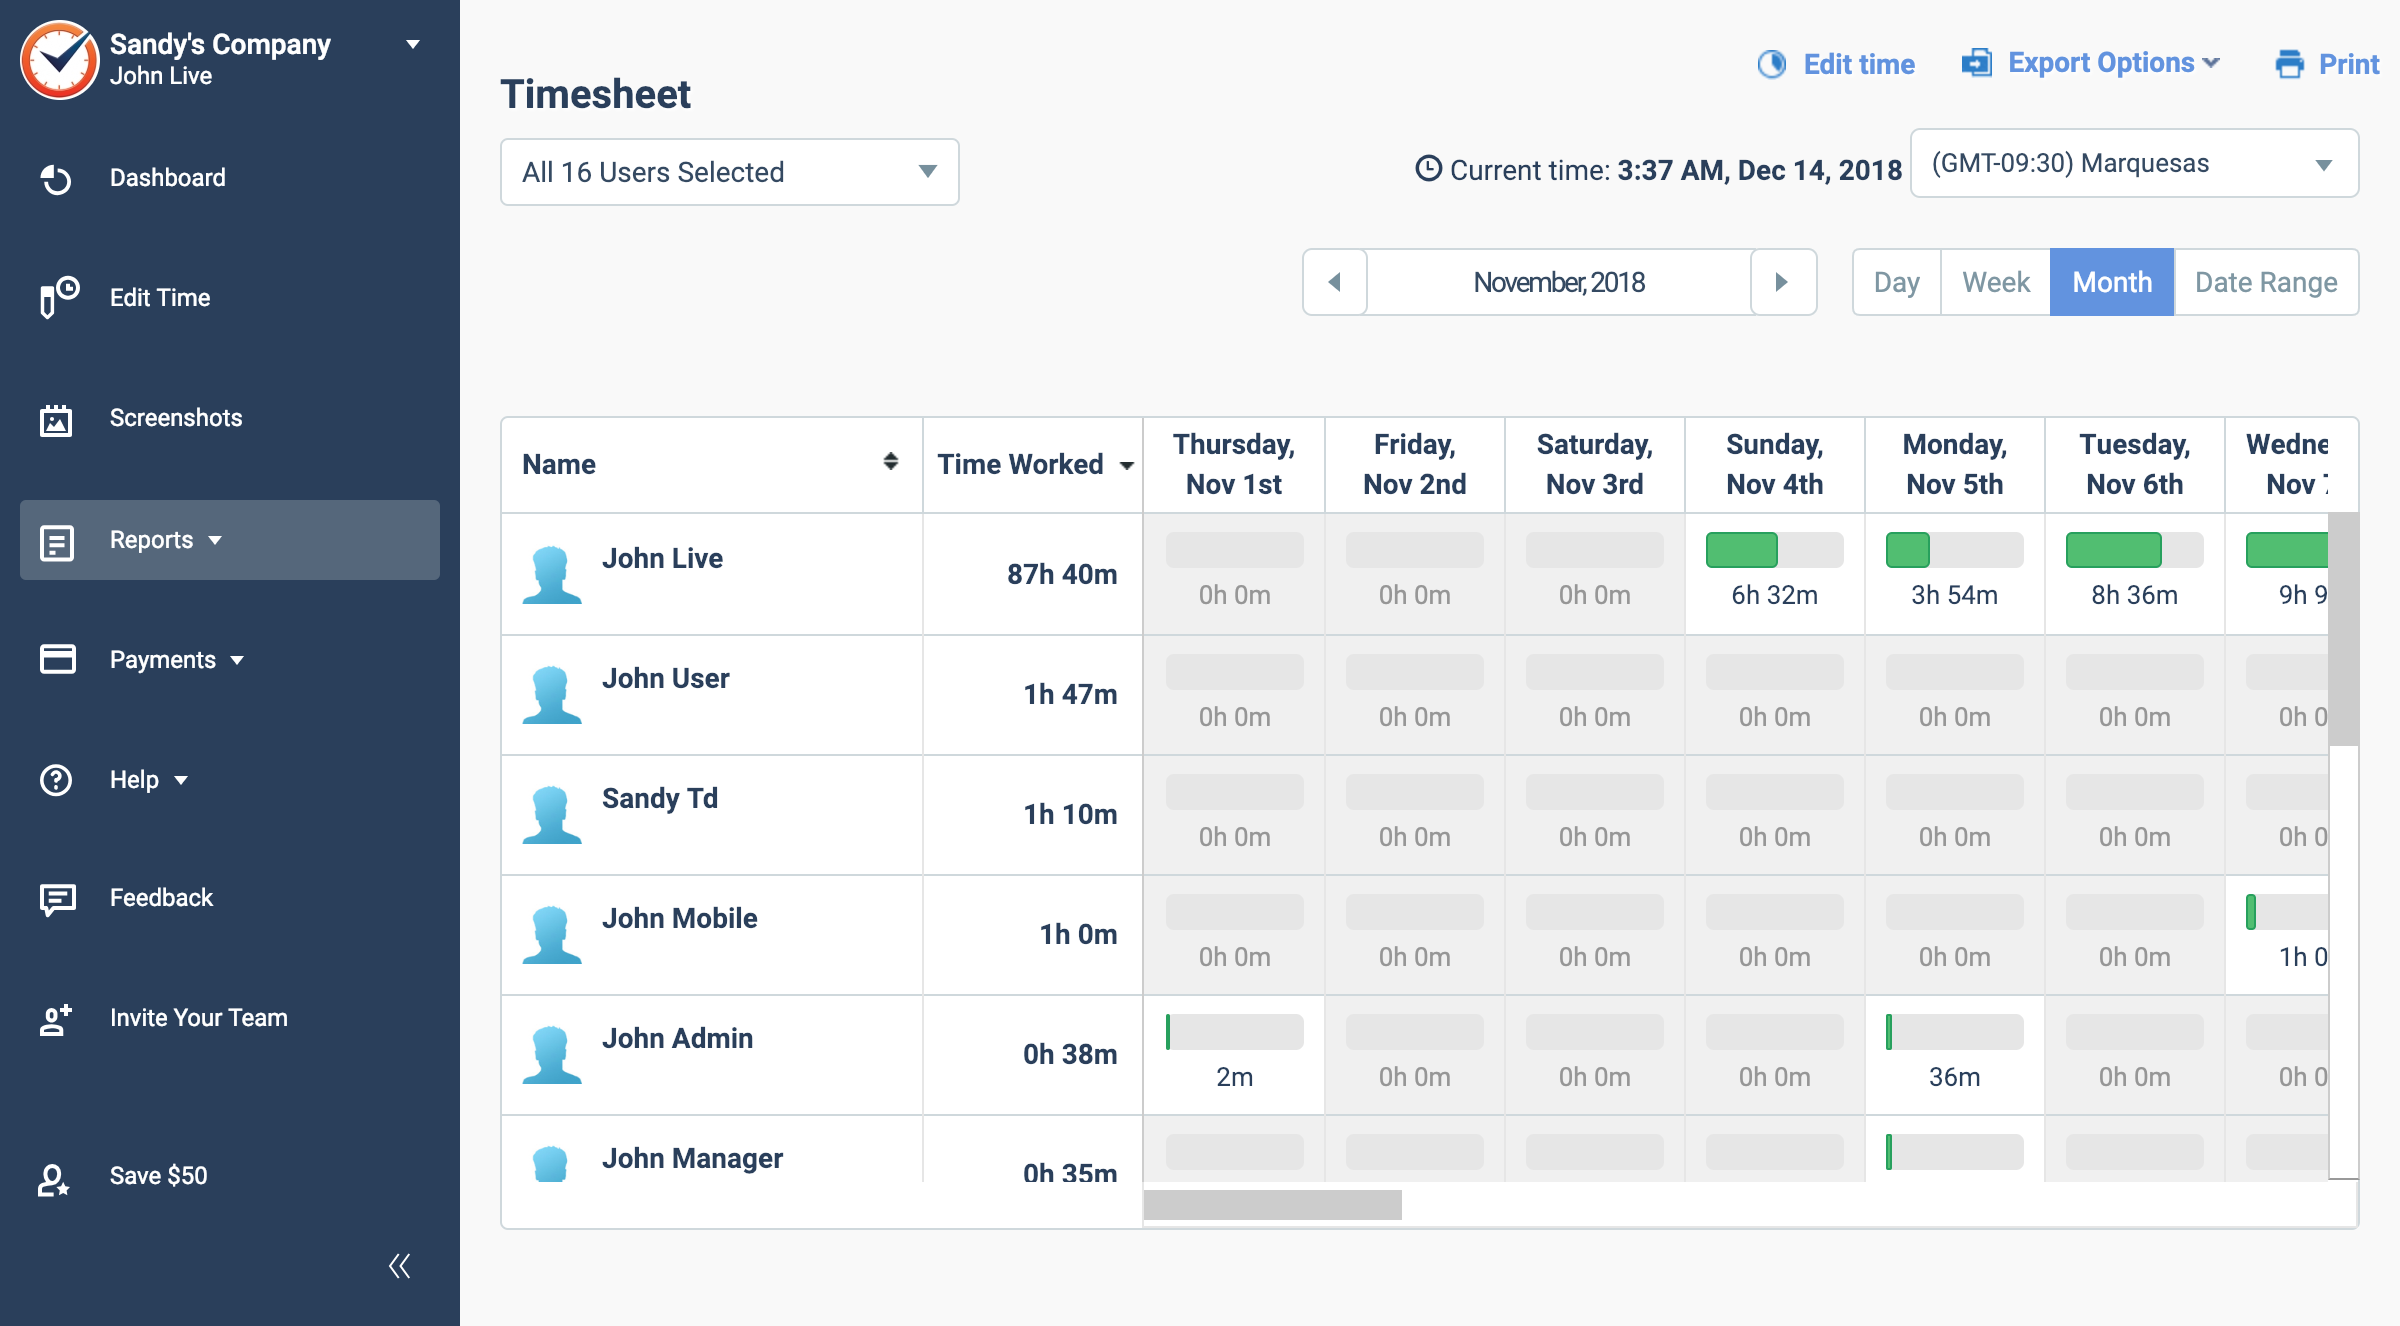 Sandy's Company
John Live
Dashboard
Edit Time
Screenshots
Reports
Payments
Help
Feedback
Invite Your Team
Save $50
Edit time
Export Options
Print
Timesheet
All 16 Users Selected
Current time: 3:37 AM, Dec 14, 2018
(GMT-09:30) Marquesas
November, 2018
Day Week Month Date Range
Name Time Worked Thursday, Nov 1st Friday, Nov 2nd Saturday, Nov 3rd Sunday, Nov 4th Monday, Nov 5th Tuesday, Nov 6th Wedne Nov 7
John Live 87h 40m 0h 0m 0h 0m 0h 0m 6h 32m 3h 54m 8h 36m 9h 9
John User 1h 47m 0h 0m 0h 0m 0h 0m 0h 0m 0h 0m 0h 0m 0h 0
Sandy Td 1h 10m 0h 0m 0h 0m 0h 0m 0h 0m 0h 0m 0h 0m 0h 0
John Mobile 1h 0m 0h 0m 0h 0m 0h 0m 0h 0m 0h 0m 0h 0m 1h 0
John Admin 0h 38m 2m 0h 0m 0h 0m 0h 0m 36m 0h 0m 0h 0
John Manager 0h 35m